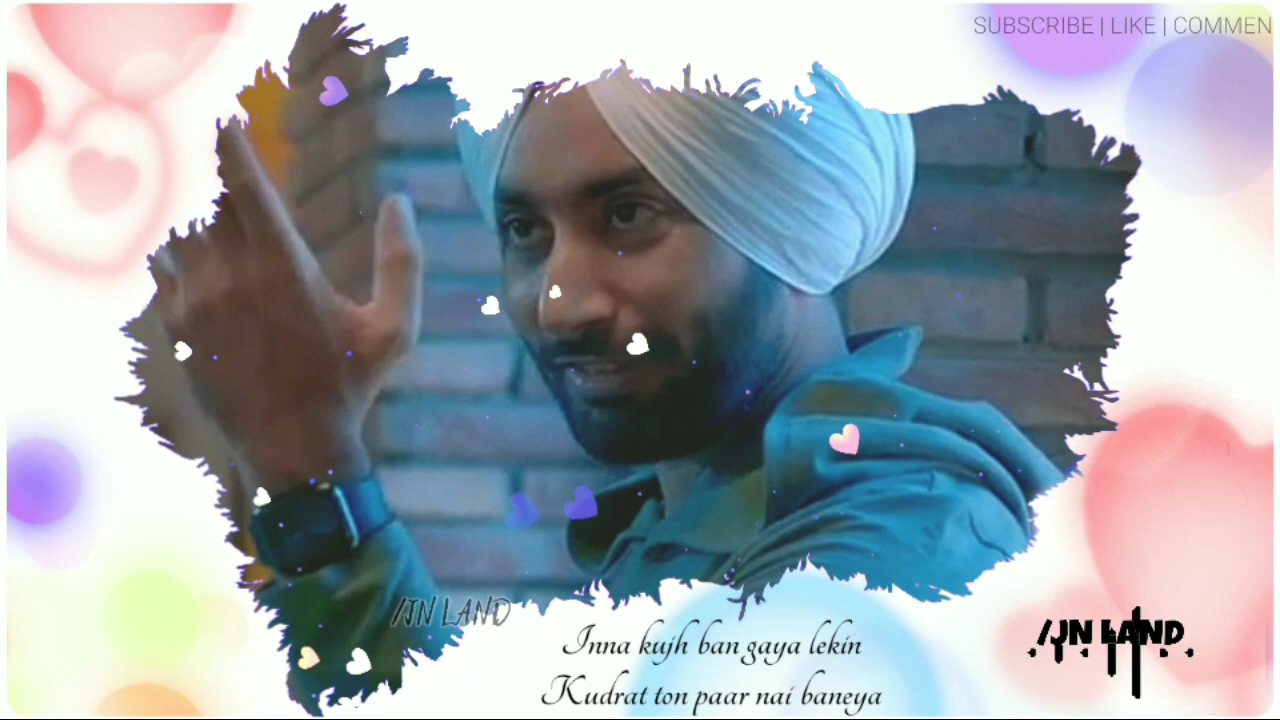 SUBSCRIBE | LIKE | COMMEN
/JN LAND
Inna kujh ban gaya lekin
Kudrat ton paar nai baneya
/JN LAND